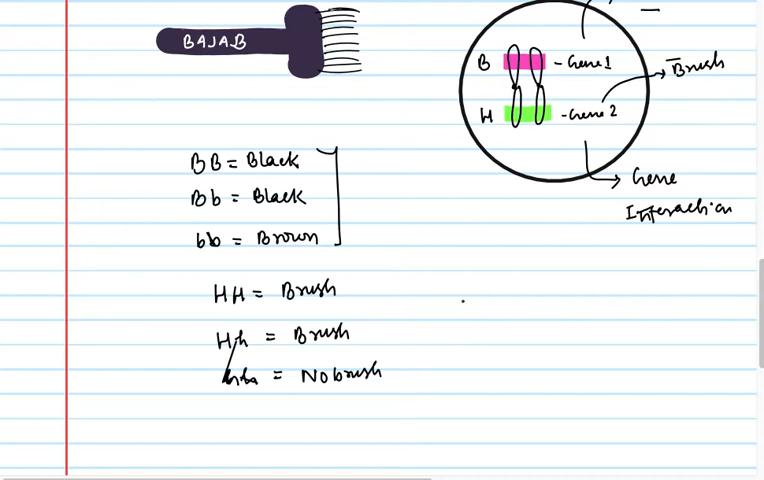 BAJAB
B - Gene 1
Brush
H - Gene 2
Gene
Interaction
BB = Black
Bb = Black
bb = Brown
HH = Brush
Hh = Brush
= No brush